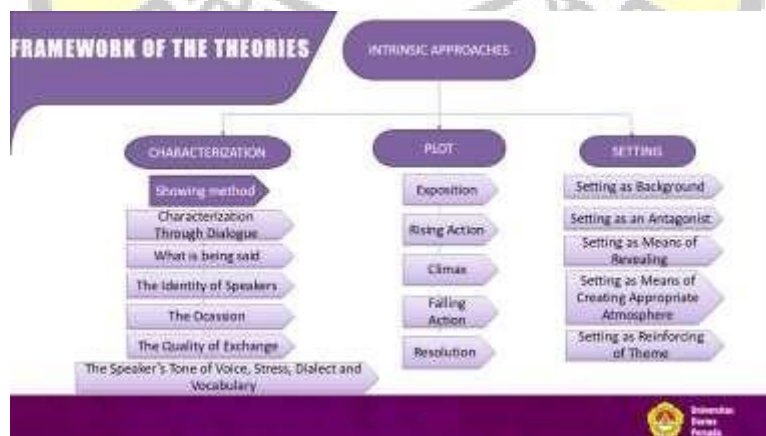 FRAMEWORK OF THE THEORIES
INTRINSIC APPROACHES
CHARACTERIZATION
Showing method
Characterization
Through Dialogue
What is being said
The Identity of Speakers
The Ocassion
The Quality of Exchange
The Speaker's Tone of Voice, Stress, Dialect and
Vocabulary
PLOT
Exposition
Rising Action
Climax
Falling
Action
Resolution
SETTING
Setting as Background
Setting as an Antagonist
Setting as Means of
Revealing
Setting as Means of
Creating Appropriate
Atmosphere
Setting as Reinforcing
of Theme
Universitas
Darma
Persada